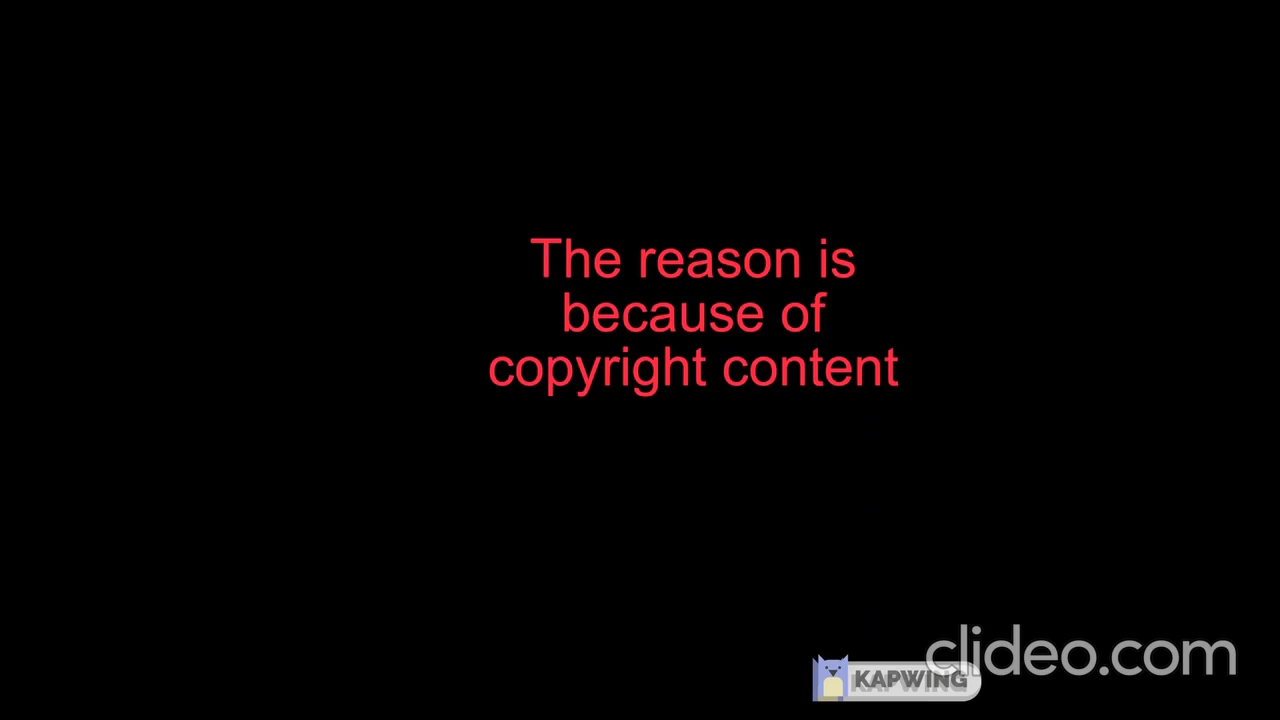 The reason is
because of
copyright content
clideo.com
KAPWING